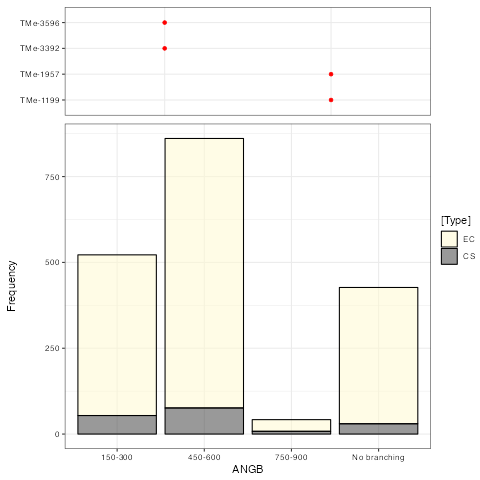 TMe-3596
TMe-3392
TMe-1957
TMe-1199
750
500
250
0
Frequency
150-300 450-600 750-900 No branching
ANGB
[Type]
EC
CS